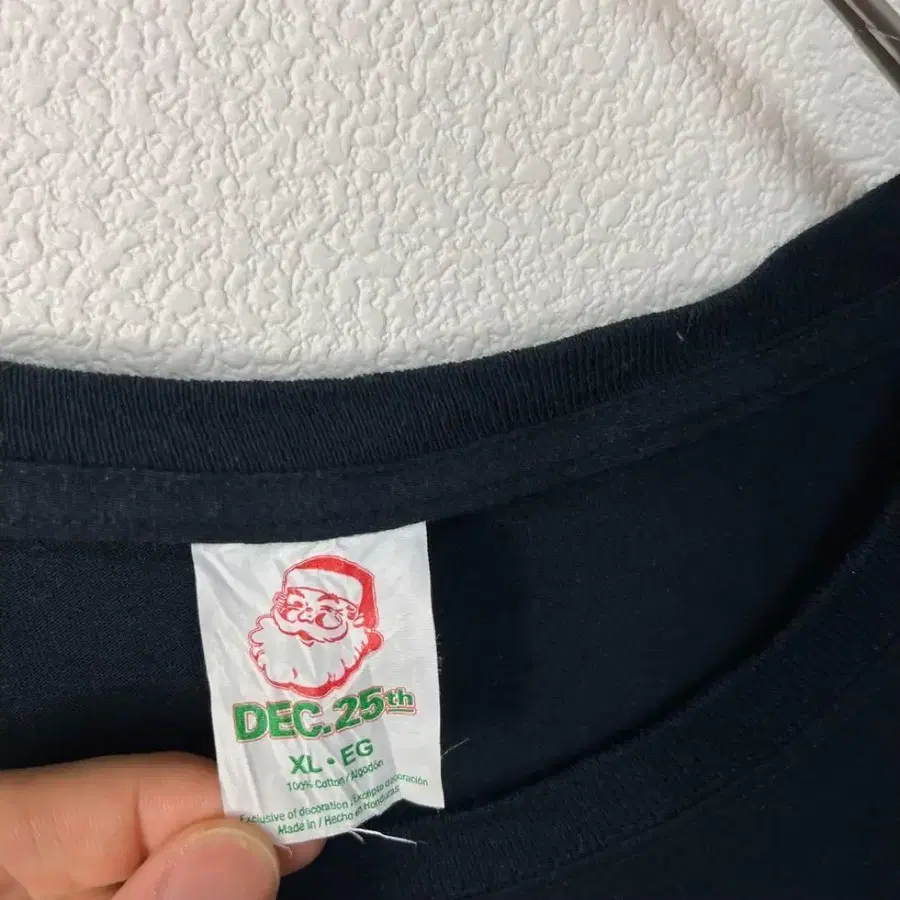 DEC. 25th
XL • EG
100% Cotton / Algodón
Exclusive of decoration / Excepto decoración
Made in / Hecho en Honduras